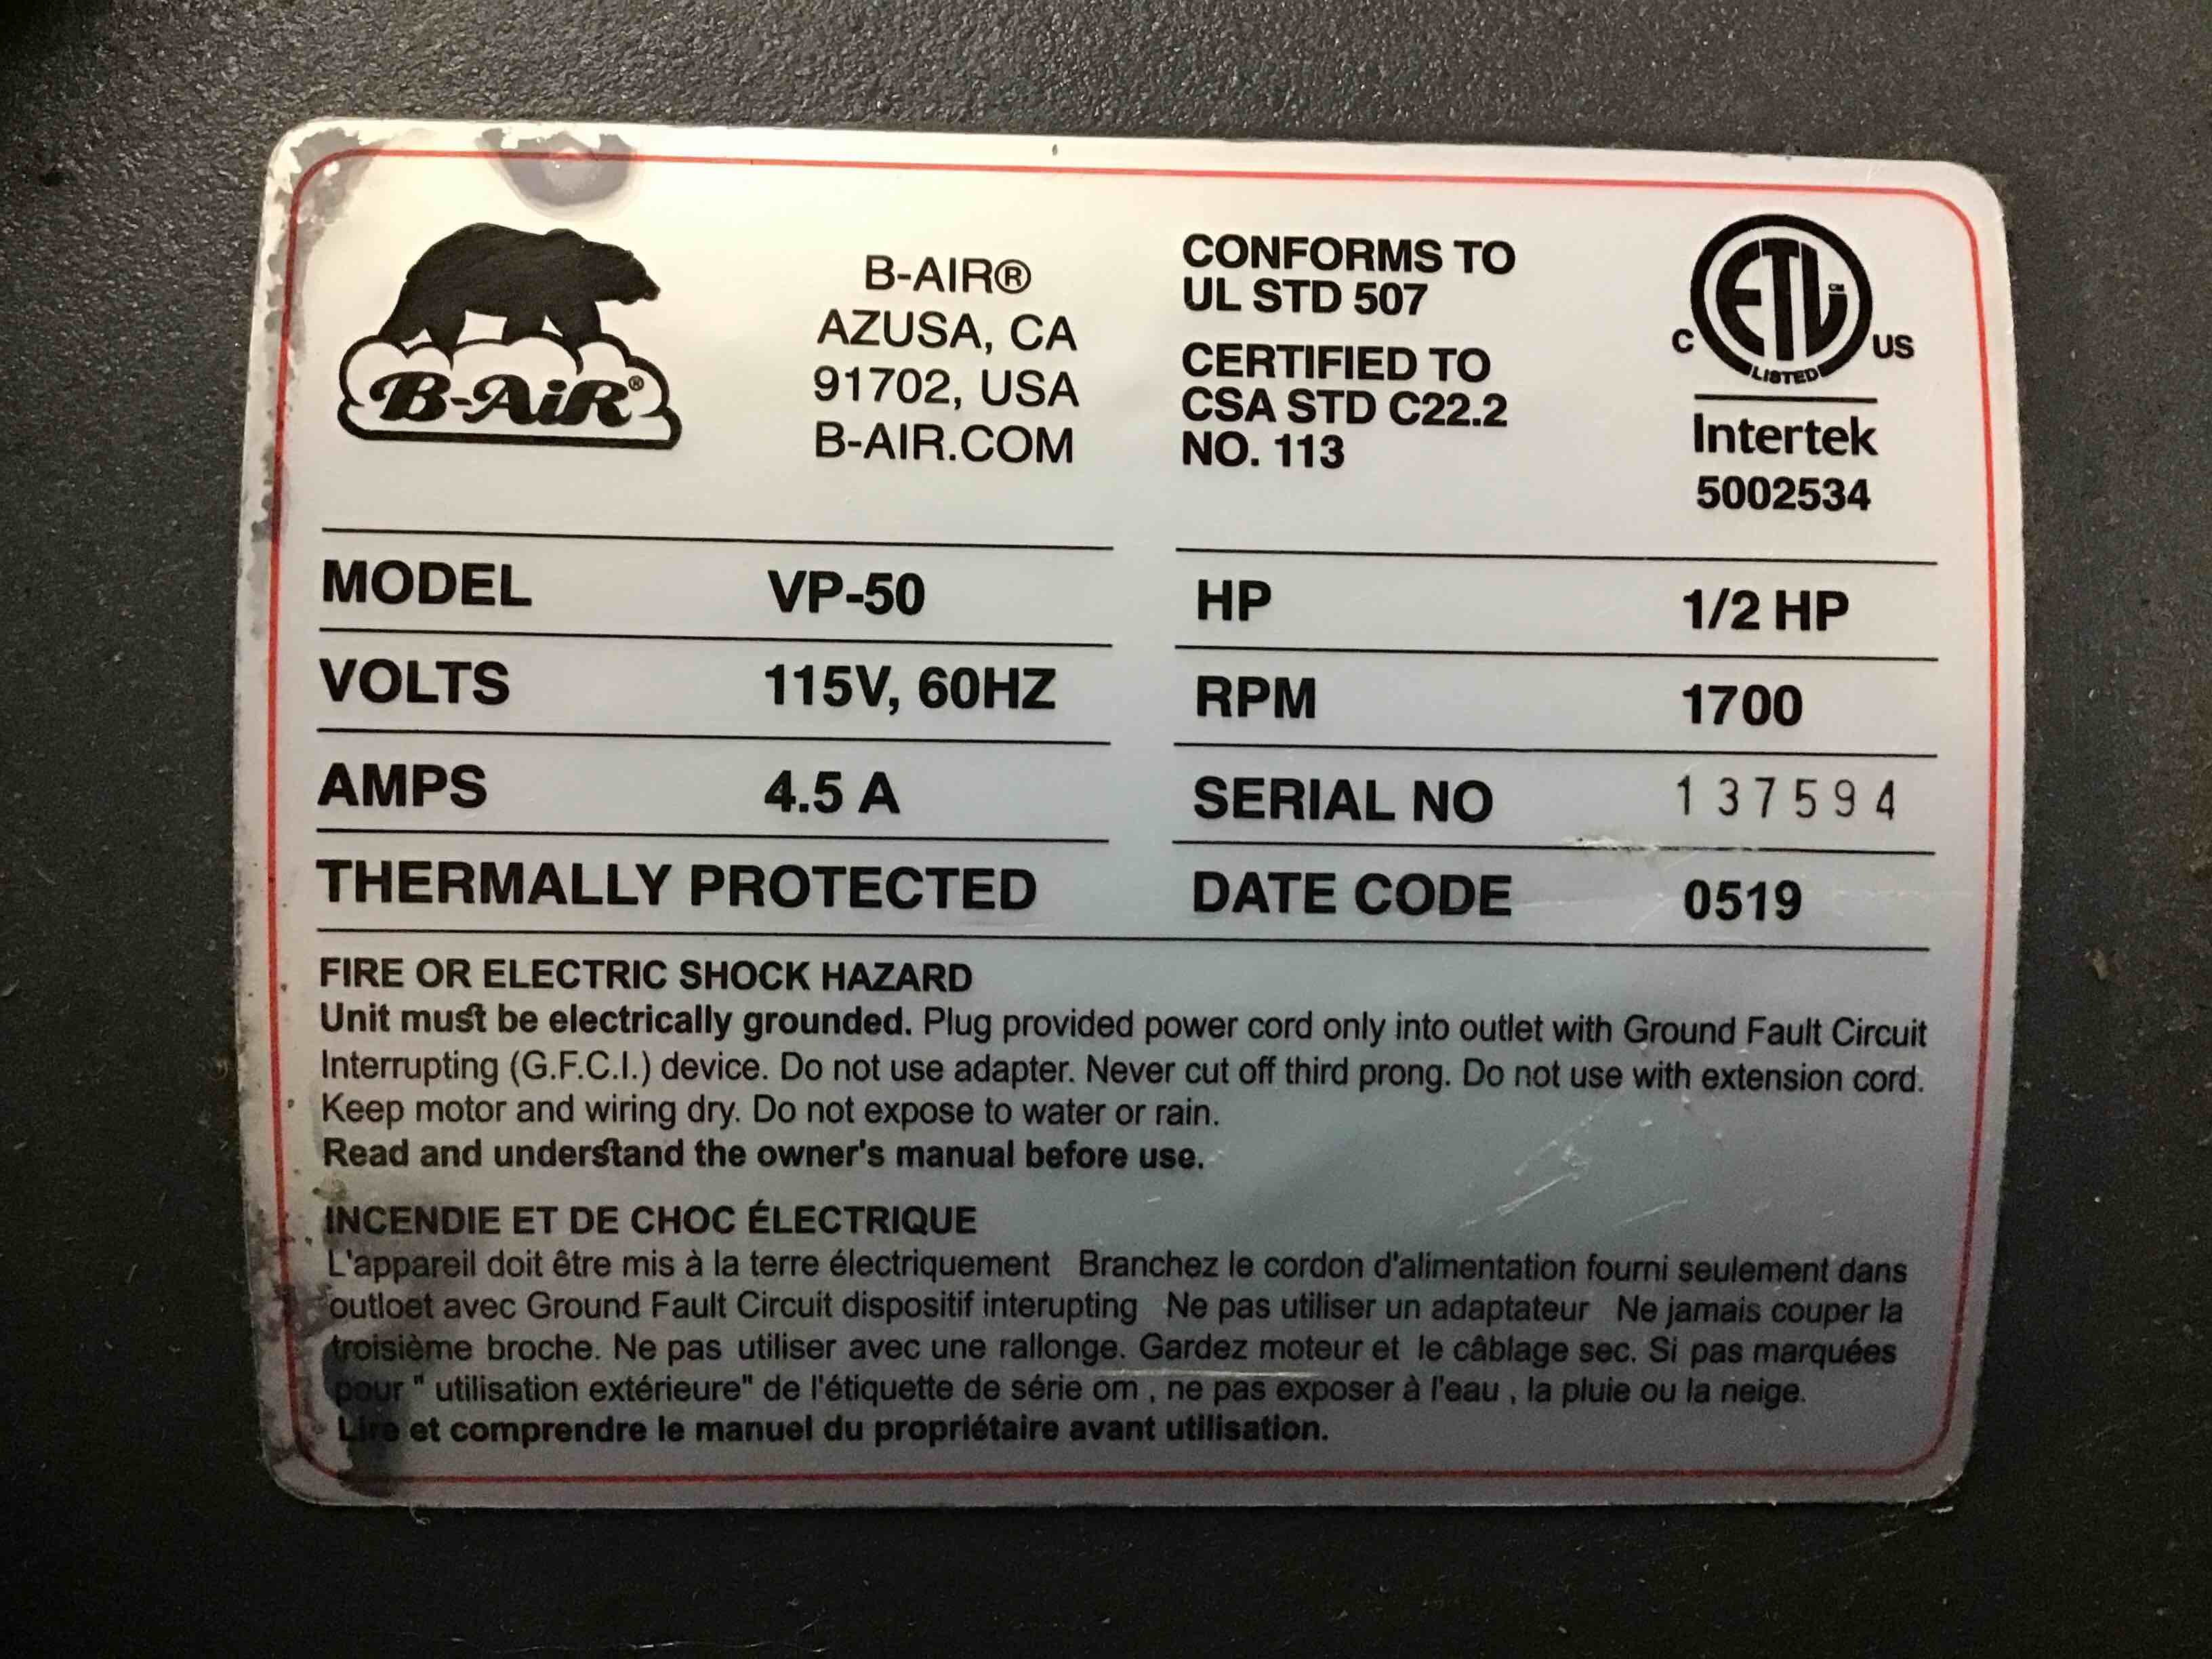 B-AiR®
B-AIR®
AZUSA, CA
91702, USA
B-AIR.COM
CONFORMS TO
UL STD 507
CERTIFIED TO
CSA STD C22.2
NO. 113
ETL CM
C LISTED US
Intertek
5002534
MODEL VP-50
VOLTS 115V, 60HZ
AMPS 4.5 A
THERMALLY PROTECTED
HP 1/2 HP
RPM 1700
SERIAL NO 137594
DATE CODE 0519
FIRE OR ELECTRIC SHOCK HAZARD
Unit must be electrically grounded. Plug provided power cord only into outlet with Ground Fault Circuit
Interrupting (G.F.C.I.) device. Do not use adapter. Never cut off third prong. Do not use with extension cord.
Keep motor and wiring dry. Do not expose to water or rain.
Read and understand the owner's manual before use.
INCENDIE ET DE CHOC ÉLECTRIQUE
L'appareil doit être mis à la terre électriquement Branchez le cordon d'alimentation fourni seulement dans
outloet avec Ground Fault Circuit dispositif interupting Ne pas utiliser un adaptateur Ne jamais couper la
troisième broche. Ne pas utiliser avec une rallonge. Gardez moteur et le câblage sec. Si pas marquées
pour " utilisation extérieure" de l'étiquette de série om , ne pas exposer à l'eau , la pluie ou la neige.
Lire et comprendre le manuel du propriétaire avant utilisation.